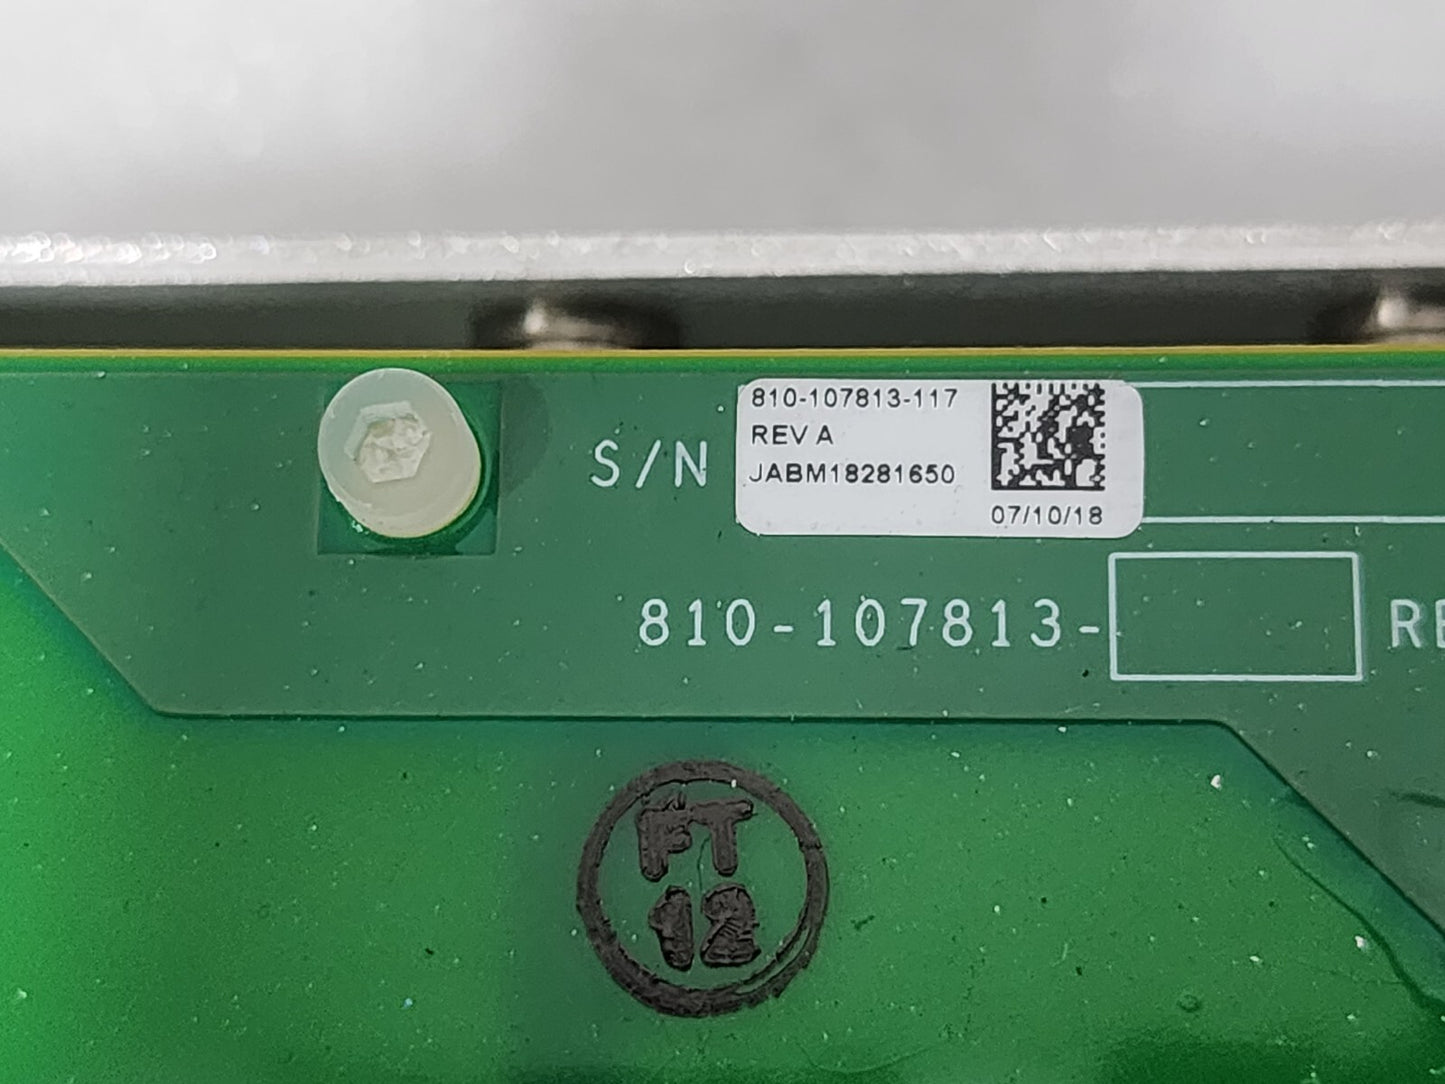 810-107813-117
REV A
JABM18281650
07/10/18
S/N
810-107813-
RE
FT
12